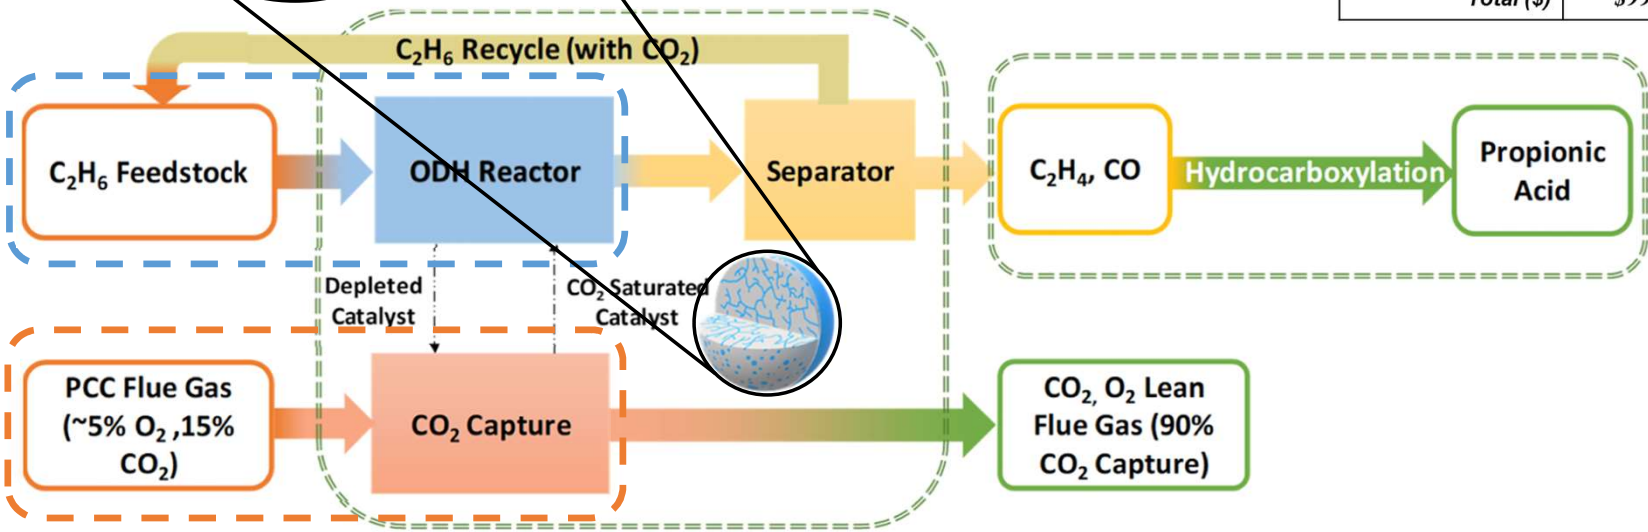 Total ($)
C₂H₆ Recycle (with CO₂)
C₂H₆ Feedstock
ODH Reactor
Separator
C₂H₄, CO
Hydrocarboxylation
Propionic
Acid
Depleted
Catalyst
CO₂ Saturated
Catalyst
PCC Flue Gas
(~5% O₂ ,15%
CO₂)
CO₂ Capture
CO₂, O₂ Lean
Flue Gas (90%
CO₂ Capture)